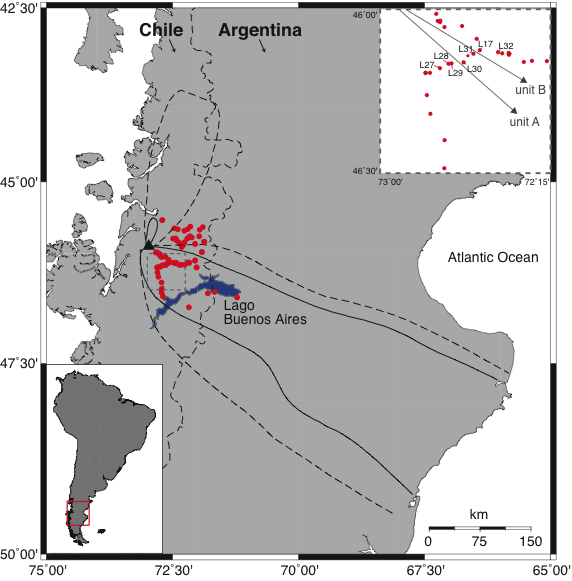 42°30'
Chile
Argentina
46°00'
L17
L31
L32
L28
L27
L30
L29
unit B
unit A
46°30'
73°00'
72°15'
45°00'
Atlantic Ocean
Lago
Buenos Aires
47°30'
km
0
75
150
50°00'
75°00'
72°30'
70°00'
67°30'
65°00'